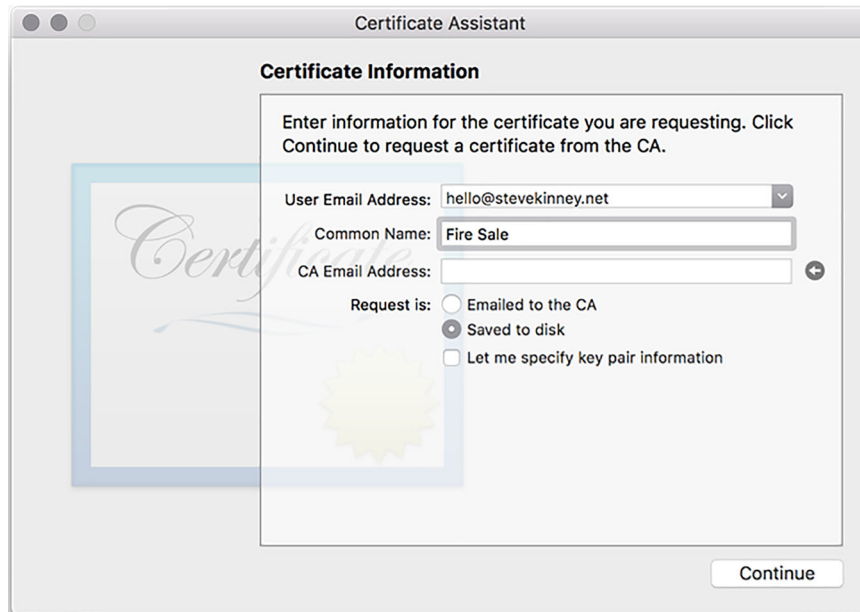 Certificate Assistant
Certificate Information
Enter information for the certificate you are requesting. Click
Continue to request a certificate from the CA.
Certificate
User Email Address: hello@stevekinney.net
Common Name: Fire Sale
CA Email Address:
Request is: Emailed to the CA
Saved to disk
Let me specify key pair information
Continue